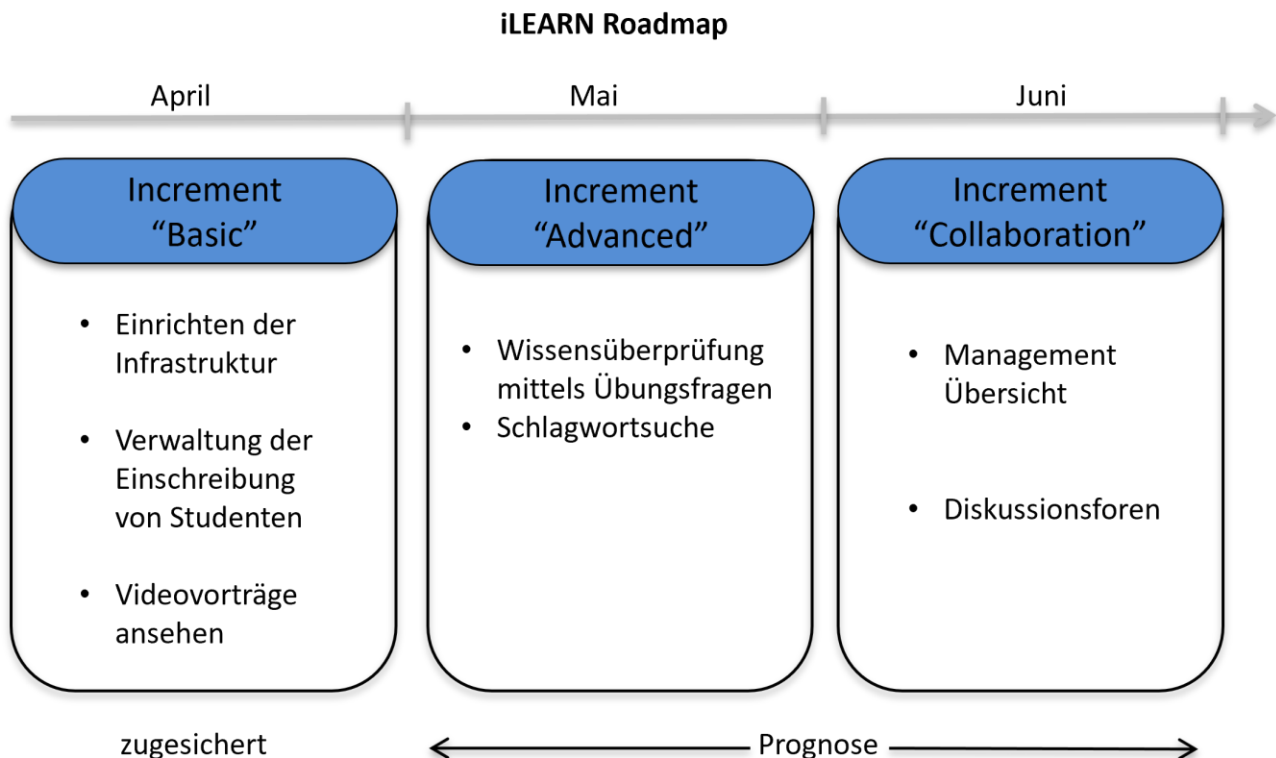 iLEARN Roadmap
April
Mai
Juni
Increment
“Basic”
Einrichten der
Infrastruktur
Verwaltung der
Einschreibung
von Studenten
Videovorträge
ansehen
Increment
“Advanced”
Wissensüberprüfung
mittels Übungsfragen
Schlagwortsuche
Increment
“Collaboration”
Management
Übersicht
Diskussionsforen
zugesichert
Prognose